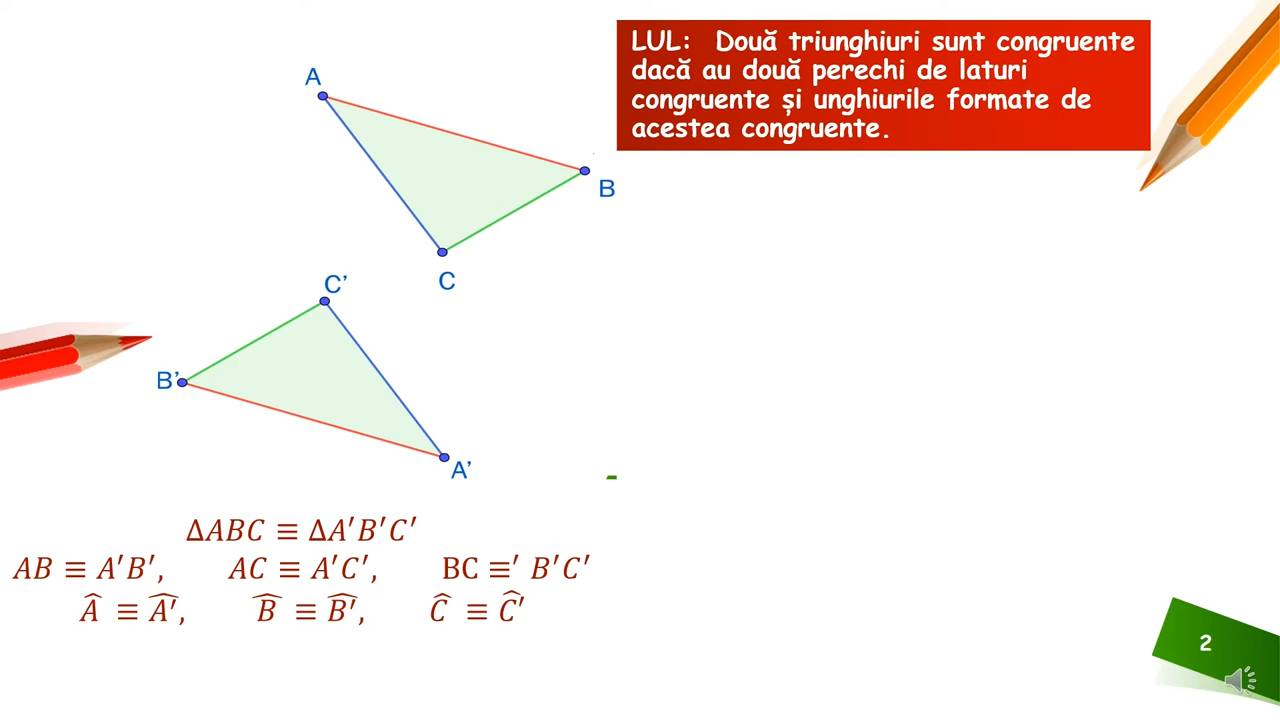 LUL: Două triunghiuri sunt congruente
dacă au două perechi de laturi
congruente și unghiurile formate de
acestea congruente.
A
B
C
C’
B’
A’
-
Δ𝐴𝐵𝐶 ≡ Δ𝐴′𝐵′𝐶′
𝐴𝐵 ≡ 𝐴′𝐵′, 𝐴𝐶 ≡ 𝐴′𝐶′, BC ≡′ 𝐵′𝐶′
𝐴̂ ≡ 𝐴′̂, 𝐵̂ ≡ 𝐵′̂, 𝐶̂ ≡ 𝐶̂′
2